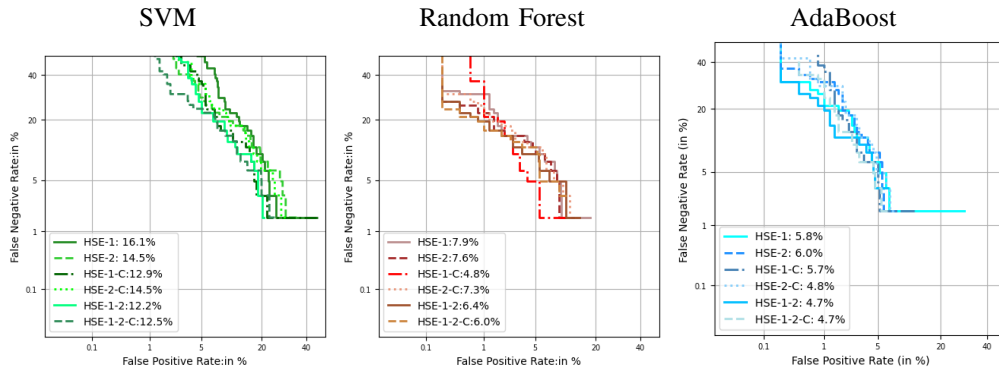 SVM
False Negative Rate:in %
40
20
5
1
0.1
HSE-1: 16.1%
HSE-2: 14.5%
HSE-1-C:12.9%
HSE-2-C:14.5%
HSE-1-2:12.2%
HSE-1-2-C:12.5%
0.1
1
5
20
40
False Positive Rate:in %
Random Forest
False Negative Rate:in %
40
20
5
1
0.1
HSE-1:7.9%
HSE-2:7.6%
HSE-1-C:4.8%
HSE-2-C:7.3%
HSE-1-2:6.4%
HSE-1-2-C:6.0%
0.1
1
5
20
40
False Positive Rate:in %
AdaBoost
False Negative Rate (in %)
40
20
5
1
0.1
HSE-1: 5.8%
HSE-2: 6.0%
HSE-1-C: 5.7%
HSE-2-C: 4.8%
HSE-1-2: 4.7%
HSE-1-2-C: 4.7%
0.1
1
5
20
40
False Positive Rate (in %)